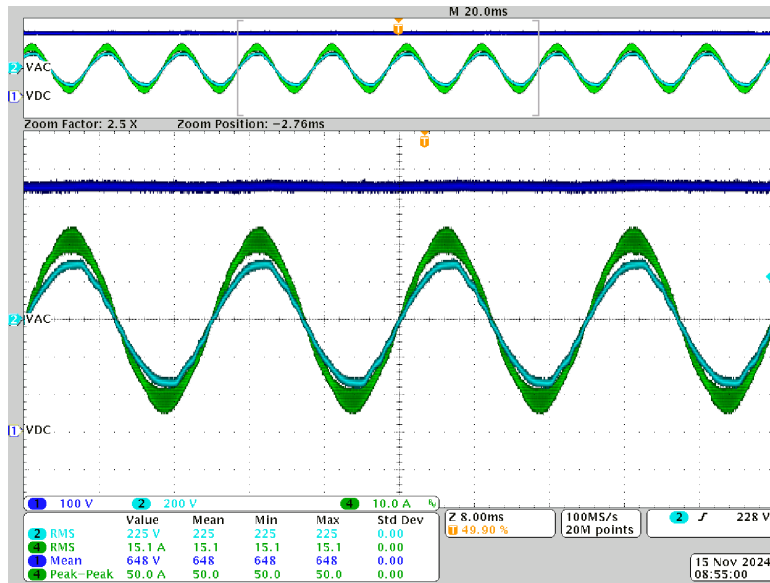 M 20.0ms
T
2 VAC
1 VDC
Zoom Factor: 2.5 X Zoom Position: -2.76ms
T
2 VAC
1 VDC
1 100 V 2 200 V 4 10.0 A
Value Mean Min Max Std Dev
2 RMS 225 V 225 225 225 0.00
4 RMS 15.1 A 15.1 15.1 15.1 0.00
1 Mean 648 V 648 648 648 0.00
4 Peak-Peak 50.0 A 50.0 50.0 50.0 0.00
Z 8.00ms
T 49.90 %
100MS/s
20M points
2 228 V
15 Nov 2024
08:55:00